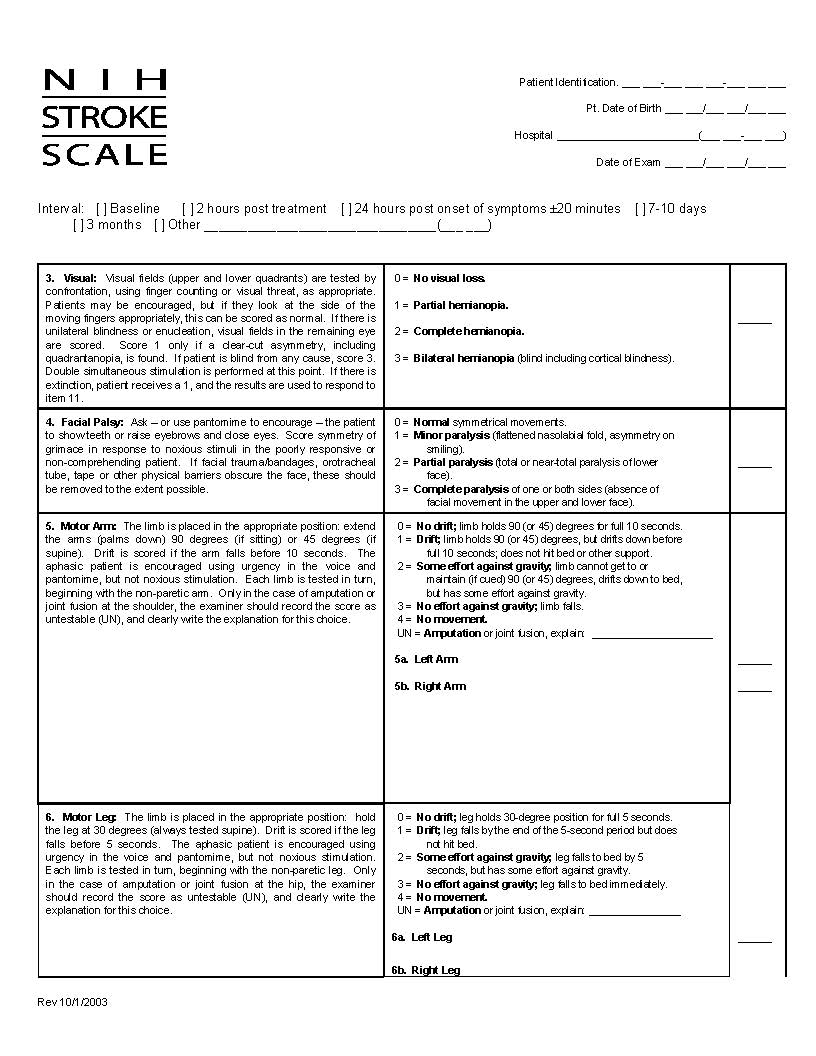 N I H
STROKE
SCALE
Patient Identification. ___ ___-___ ___ ___-___ ___ ___
Pt. Date of Birth ___ ___/___ ___/___ ___
Hospital ________________________(___ ___-___ ___)
Date of Exam ___ ___/___ ___/___ ___
Interval: [ ] Baseline [ ] 2 hours post treatment [ ] 24 hours post onset of symptoms ±20 minutes [ ] 7-10 days
[ ] 3 months [ ] Other ________________________________(___ ___)
3. Visual: Visual fields (upper and lower quadrants) are tested by
confrontation, using finger counting or visual threat, as appropriate.
Patients may be encouraged, but if they look at the side of the
moving fingers appropriately, this can be scored as normal. If there is
unilateral blindness or enucleation, visual fields in the remaining eye
are scored. Score 1 only if a clear-cut asymmetry, including
quadrantanopia, is found. If patient is blind from any cause, score 3.
Double simultaneous stimulation is performed at this point. If there is
extinction, patient receives a 1, and the results are used to respond to
item 11.
0 = No visual loss.
1 = Partial hemianopia.
2 = Complete hemianopia.
3 = Bilateral hemianopia (blind including cortical blindness).
______
4. Facial Palsy: Ask – or use pantomime to encourage – the patient
to show teeth or raise eyebrows and close eyes. Score symmetry of
grimace in response to noxious stimuli in the poorly responsive or
non-comprehending patient. If facial trauma/bandages, orotracheal
tube, tape or other physical barriers obscure the face, these should
be removed to the extent possible.
0 = Normal symmetrical movements.
1 = Minor paralysis (flattened nasolabial fold, asymmetry on
smiling).
2 = Partial paralysis (total or near-total paralysis of lower
face).
3 = Complete paralysis of one or both sides (absence of
facial movement in the upper and lower face).
______
5. Motor Arm: The limb is placed in the appropriate position: extend
the arms (palms down) 90 degrees (if sitting) or 45 degrees (if
supine). Drift is scored if the arm falls before 10 seconds. The
aphasic patient is encouraged using urgency in the voice and
pantomime, but not noxious stimulation. Each limb is tested in turn,
beginning with the non-paretic arm. Only in the case of amputation or
joint fusion at the shoulder, the examiner should record the score as
untestable (UN), and clearly write the explanation for this choice.
0 = No drift; limb holds 90 (or 45) degrees for full 10 seconds.
1 = Drift; limb holds 90 (or 45) degrees, but drifts down before
full 10 seconds; does not hit bed or other support.
2 = Some effort against gravity; limb cannot get to or
maintain (if cued) 90 (or 45) degrees, drifts down to bed,
but has some effort against gravity.
3 = No effort against gravity; limb falls.
4 = No movement.
UN = Amputation or joint fusion, explain: _____________________
5a. Left Arm ______
5b. Right Arm ______
6. Motor Leg: The limb is placed in the appropriate position: hold
the leg at 30 degrees (always tested supine). Drift is scored if the leg
falls before 5 seconds. The aphasic patient is encouraged using
urgency in the voice and pantomime, but not noxious stimulation.
Each limb is tested in turn, beginning with the non-paretic leg. Only
in the case of amputation or joint fusion at the hip, the examiner
should record the score as untestable (UN), and clearly write the
explanation for this choice.
0 = No drift; leg holds 30-degree position for full 5 seconds.
1 = Drift; leg falls by the end of the 5-second period but does
not hit bed.
2 = Some effort against gravity; leg falls to bed by 5
seconds, but has some effort against gravity.
3 = No effort against gravity; leg falls to bed immediately.
4 = No movement.
UN = Amputation or joint fusion, explain: ________________
6a. Left Leg ______
6b. Right Leg
Rev 10/1/2003